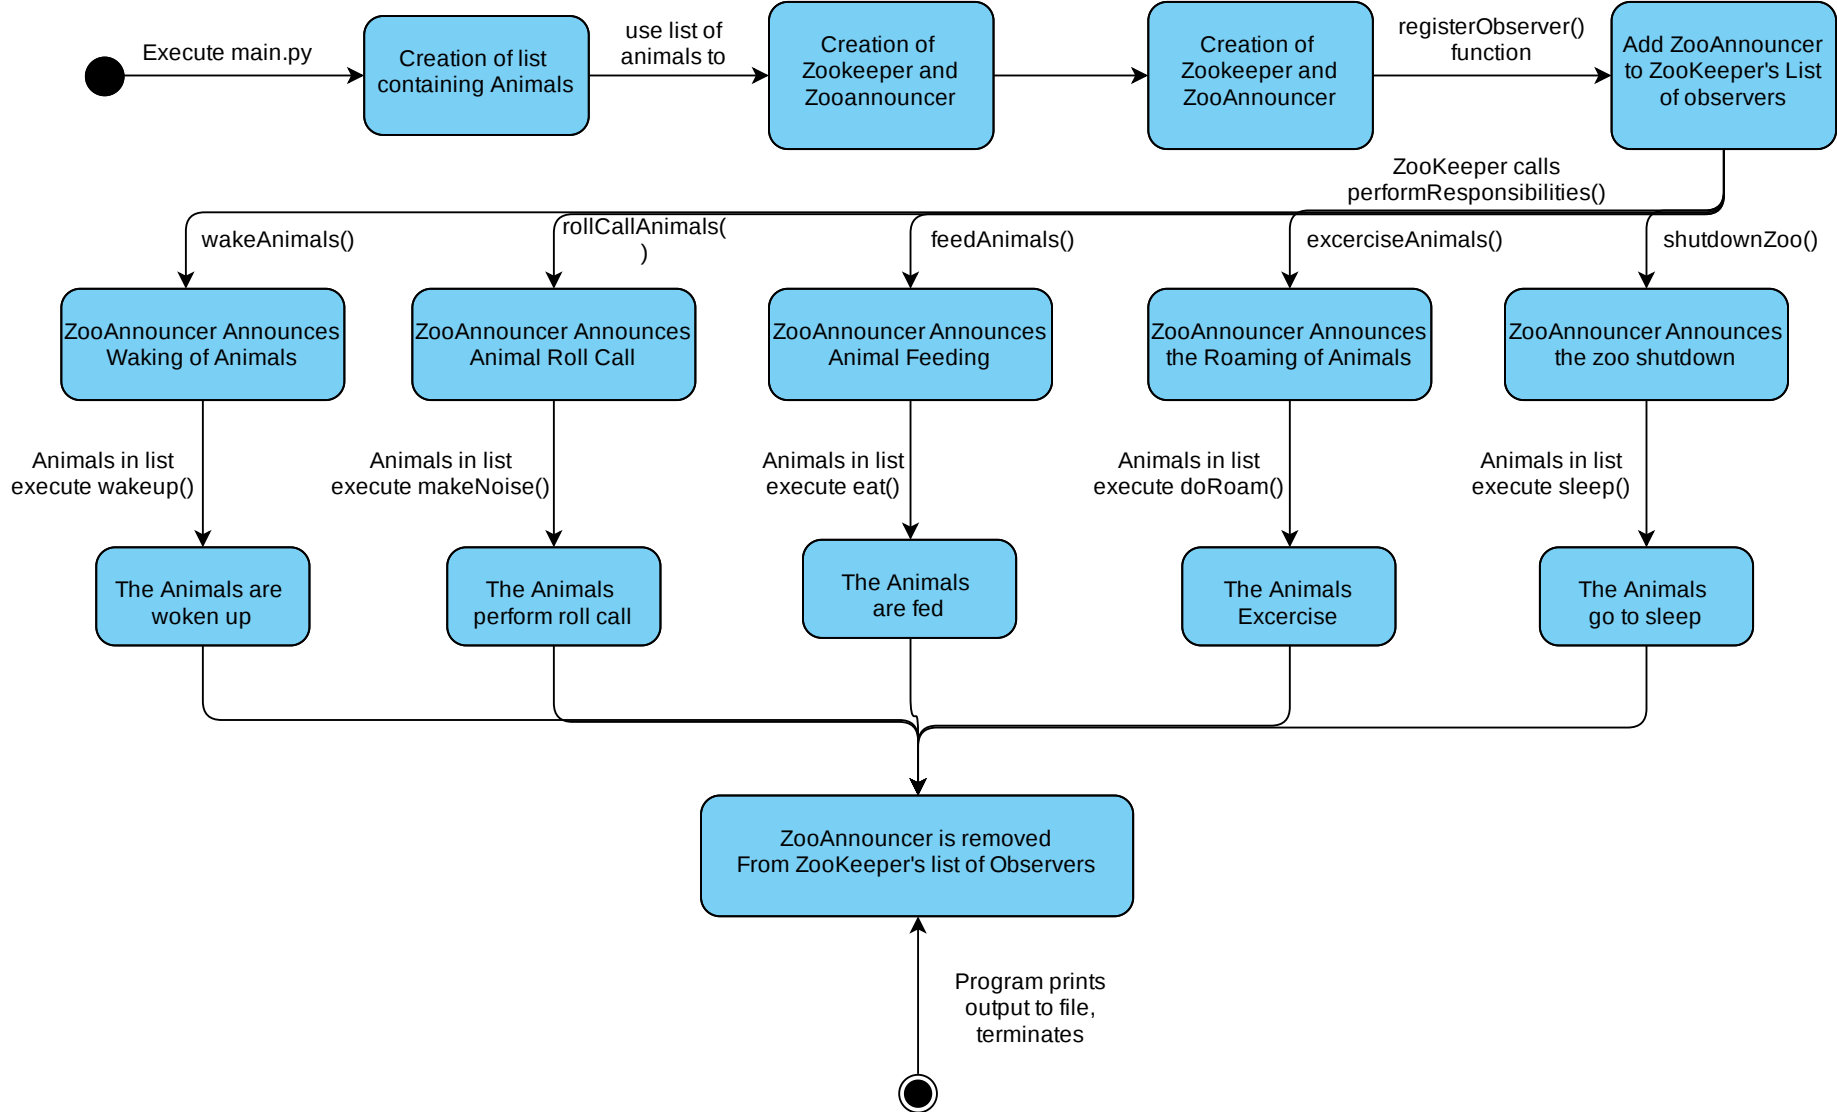 Execute main.py
Creation of list
containing Animals
use list of
animals to
Creation of
Zookeeper and
Zooannouncer
Creation of
Zookeeper and
ZooAnnouncer
registerObserver()
function
Add ZooAnnouncer
to ZooKeeper's List
of observers
ZooKeeper calls
performResponsibilities()
wakeAnimals()
rollCallAnimals(
)
feedAnimals()
excerciseAnimals()
shutdownZoo()
ZooAnnouncer Announces
Waking of Animals
ZooAnnouncer Announces
Animal Roll Call
ZooAnnouncer Announces
Animal Feeding
ZooAnnouncer Announces
the Roaming of Animals
ZooAnnouncer Announces
the zoo shutdown
Animals in list
execute wakeup()
Animals in list
execute makeNoise()
Animals in list
execute eat()
Animals in list
execute doRoam()
Animals in list
execute sleep()
The Animals are
woken up
The Animals
perform roll call
The Animals
are fed
The Animals
Excercise
The Animals
go to sleep
ZooAnnouncer is removed
From ZooKeeper's list of Observers
Program prints
output to file,
terminates